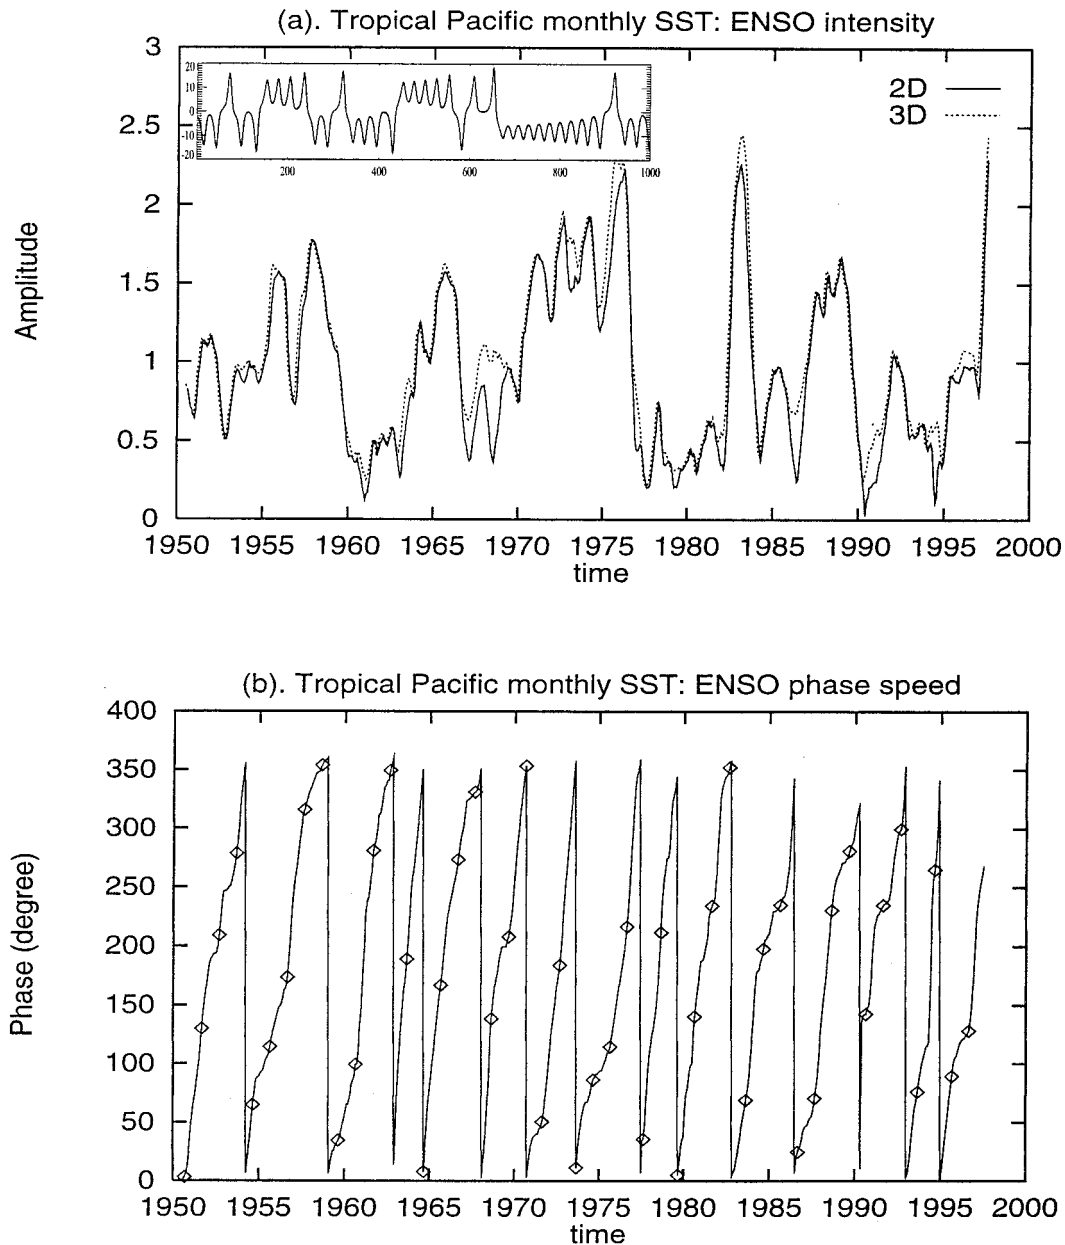 (a). Tropical Pacific monthly SST: ENSO intensity
3
2.5
2
1.5
1
0.5
0
Amplitude
20
10
0
-10
-20
200
400
600
800
1000
2D
3D
1950 1955 1960 1965 1970 1975 1980 1985 1990 1995 2000
time
(b). Tropical Pacific monthly SST: ENSO phase speed
400
350
300
250
200
150
100
50
0
Phase (degree)
1950 1955 1960 1965 1970 1975 1980 1985 1990 1995 2000
time